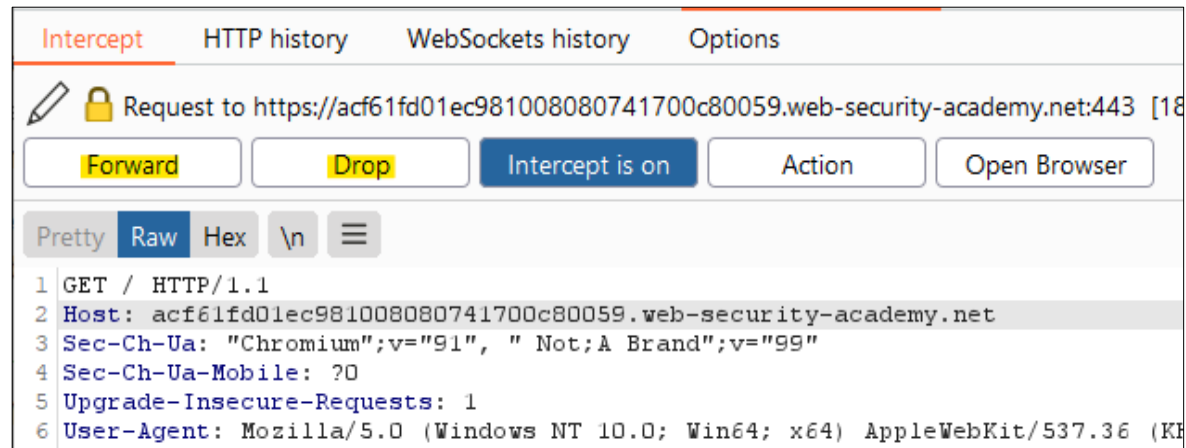 Intercept HTTP history WebSockets history Options
Request to https://acf61fd01ec981008080741700c80059.web-security-academy.net:443 [18
Forward Drop Intercept is on Action Open Browser
Pretty Raw Hex \n
1 GET / HTTP/1.1
2 Host: acf61fd01ec981008080741700c80059.web-security-academy.net
3 Sec-Ch-Ua: "Chromium";v="91", " Not;A Brand";v="99"
4 Sec-Ch-Ua-Mobile: ?0
5 Upgrade-Insecure-Requests: 1
6 User-Agent: Mozilla/5.0 (Windows NT 10.0; Win64; x64) AppleWebKit/537.36 (KH